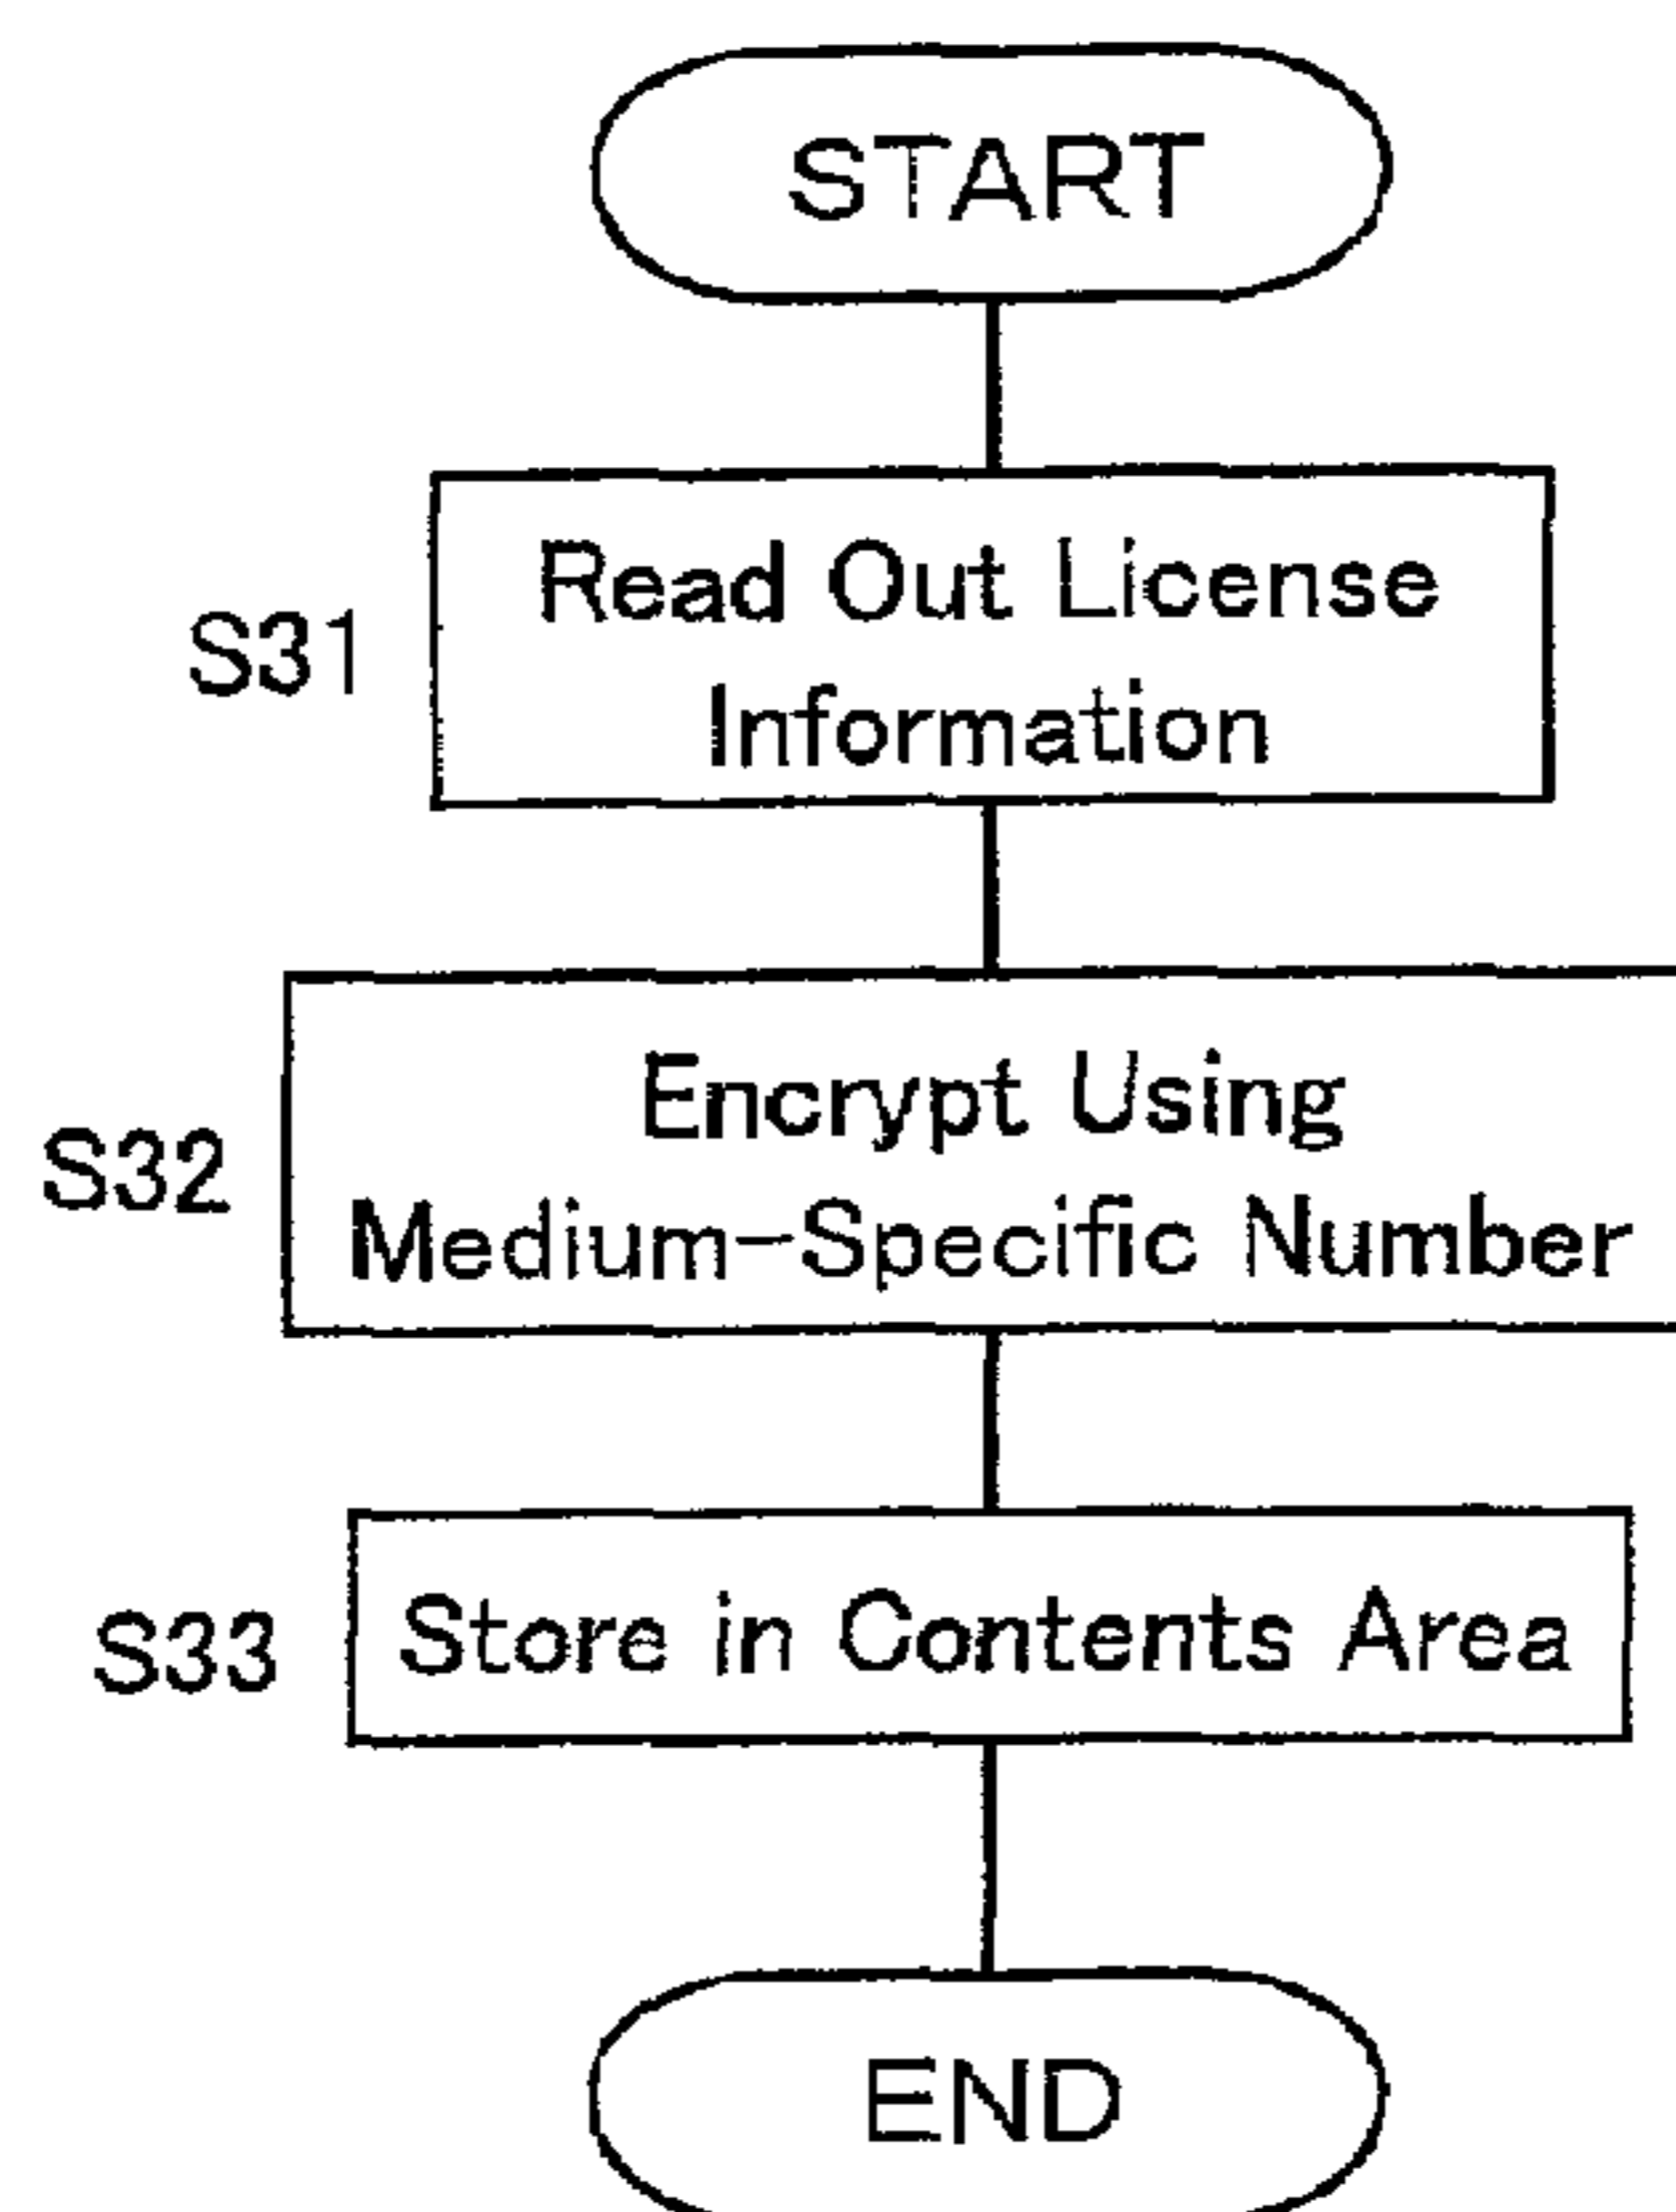 START
S31
Read Out License
Information
S32
Encrypt Using
Medium-Specific Number
S33
Store in Contents Area
END